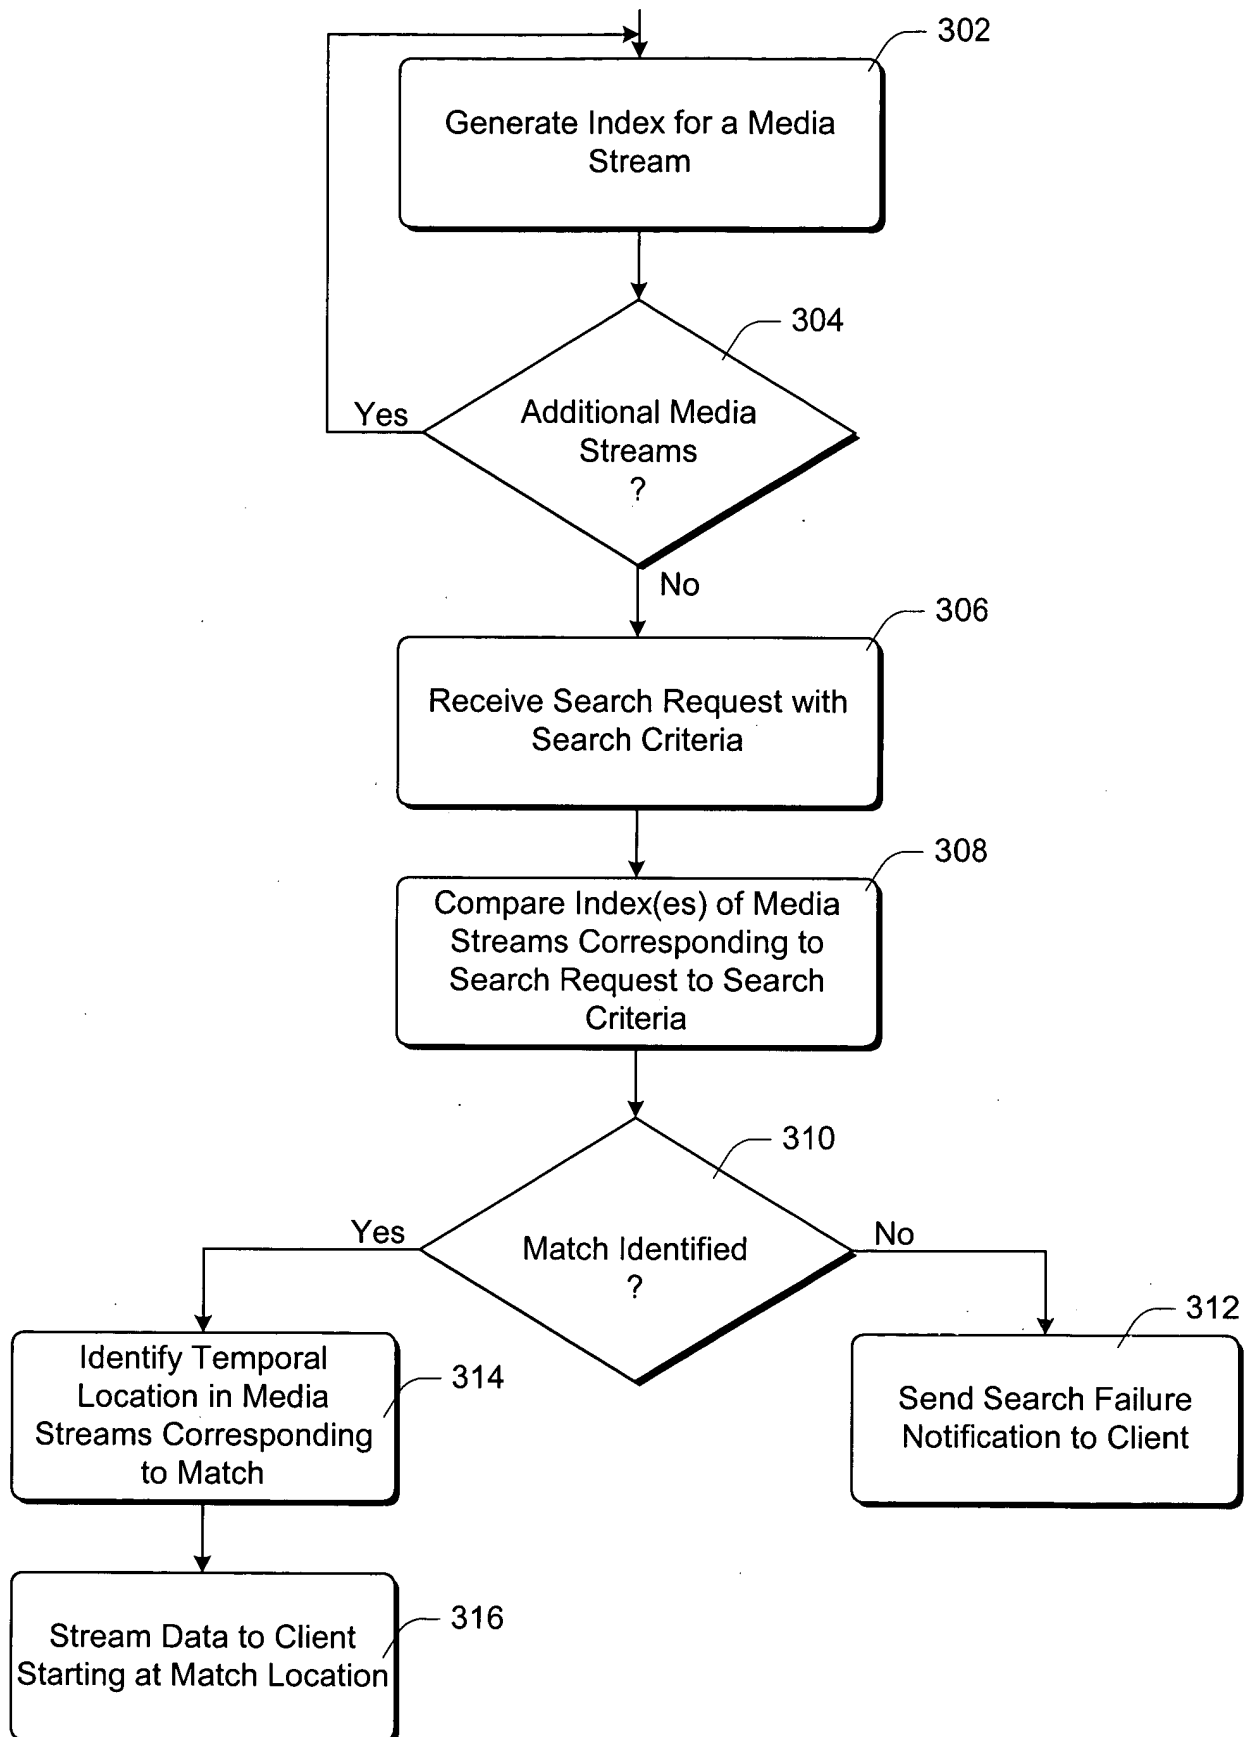 302
Generate Index for a Media
Stream
304
Additional Media
Streams
?
Yes
No
306
Receive Search Request with
Search Criteria
308
Compare Index(es) of Media
Streams Corresponding to
Search Request to Search
Criteria
310
Match Identified
?
Yes
No
312
Send Search Failure
Notification to Client
Identify Temporal
Location in Media
Streams Corresponding
to Match
314
316
Stream Data to Client
Starting at Match Location